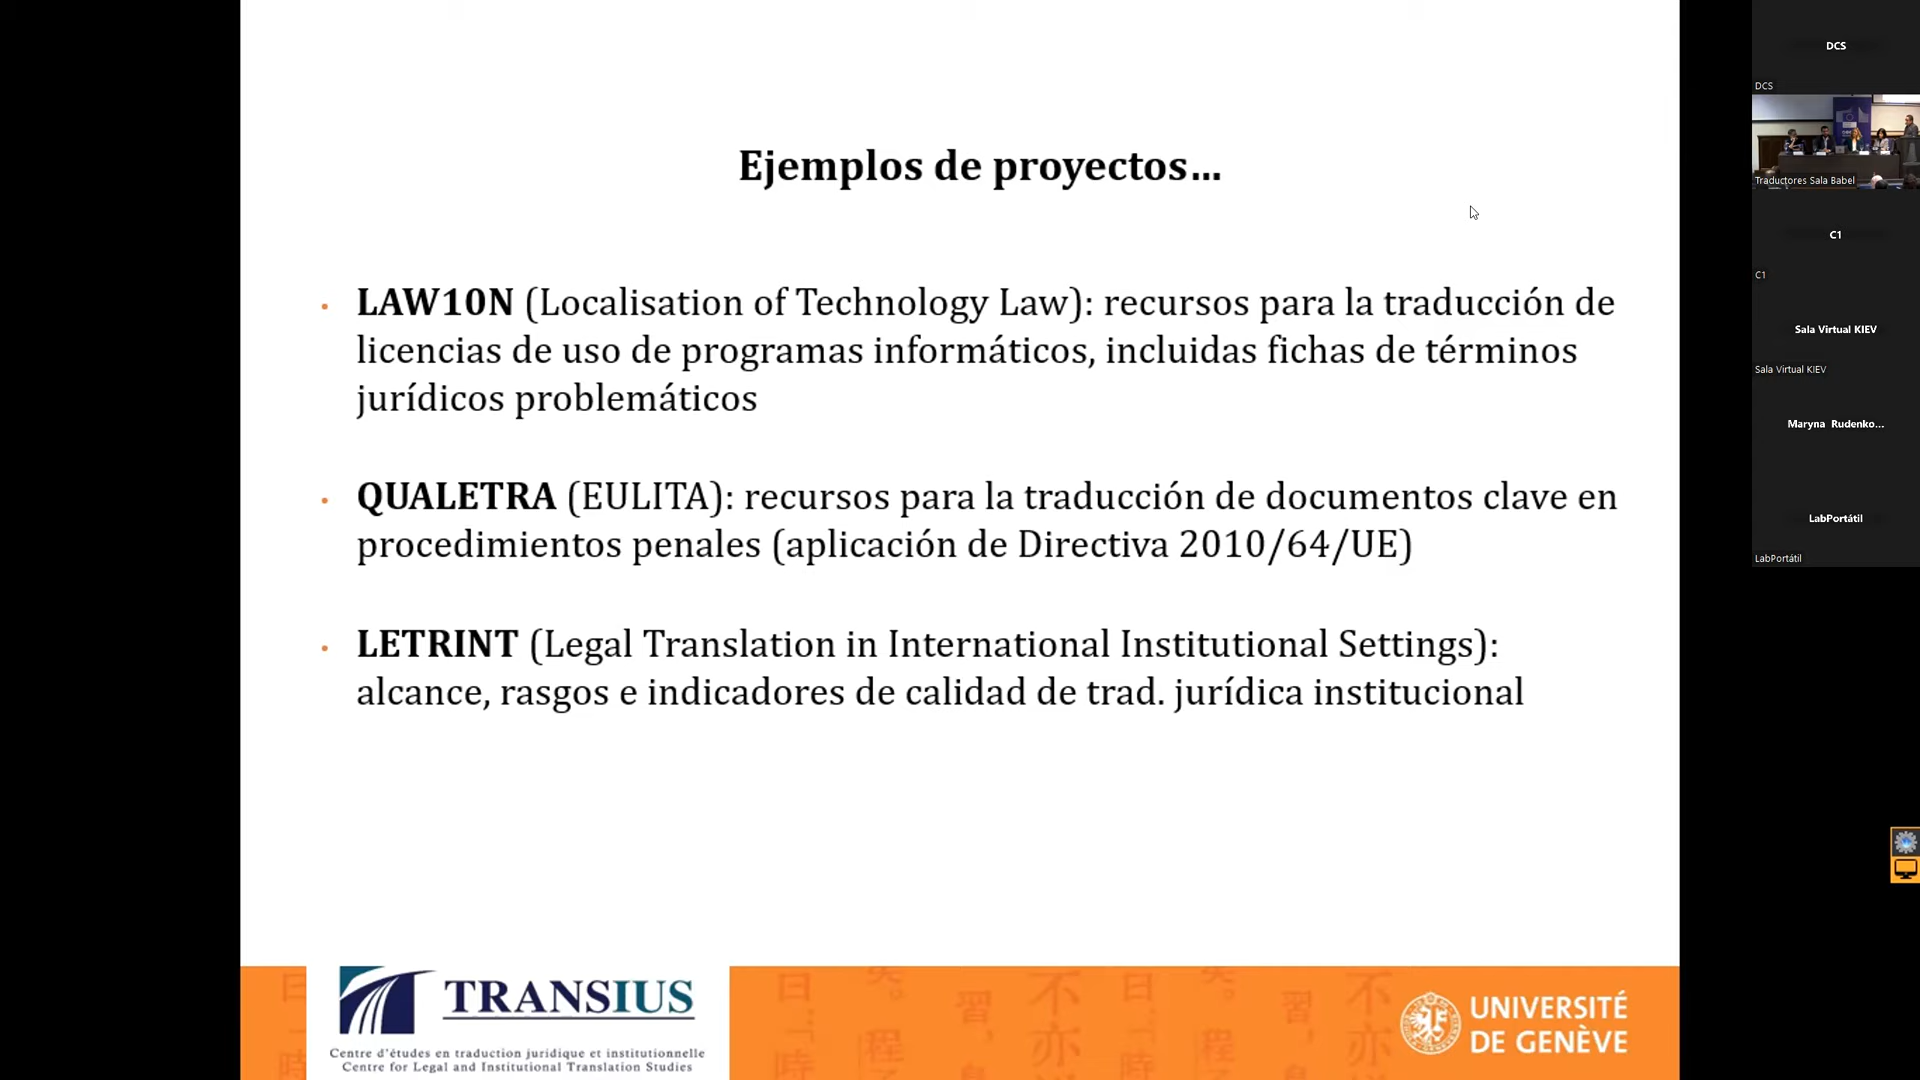 Ejemplos de proyectos...
• LAW10N (Localisation of Technology Law): recursos para la traducción de
licencias de uso de programas informáticos, incluidas fichas de términos
jurídicos problemáticos
• QUALETRA (EULITA): recursos para la traducción de documentos clave en
procedimientos penales (aplicación de Directiva 2010/64/UE)
• LETRINT (Legal Translation in International Institutional Settings):
alcance, rasgos e indicadores de calidad de trad. jurídica institucional
TRANSIUS
Centre d'études en traduction juridique et institutionnelle
Centre for Legal and Institutional Translation Studies
UNIVERSITÉ
DE GENÈVE
DCS
DCS
Traductores Sala Babel
C1
C1
Sala Virtual KIEV
Sala Virtual KIEV
Maryna Rudenko...
LabPortátil
LabPortátil